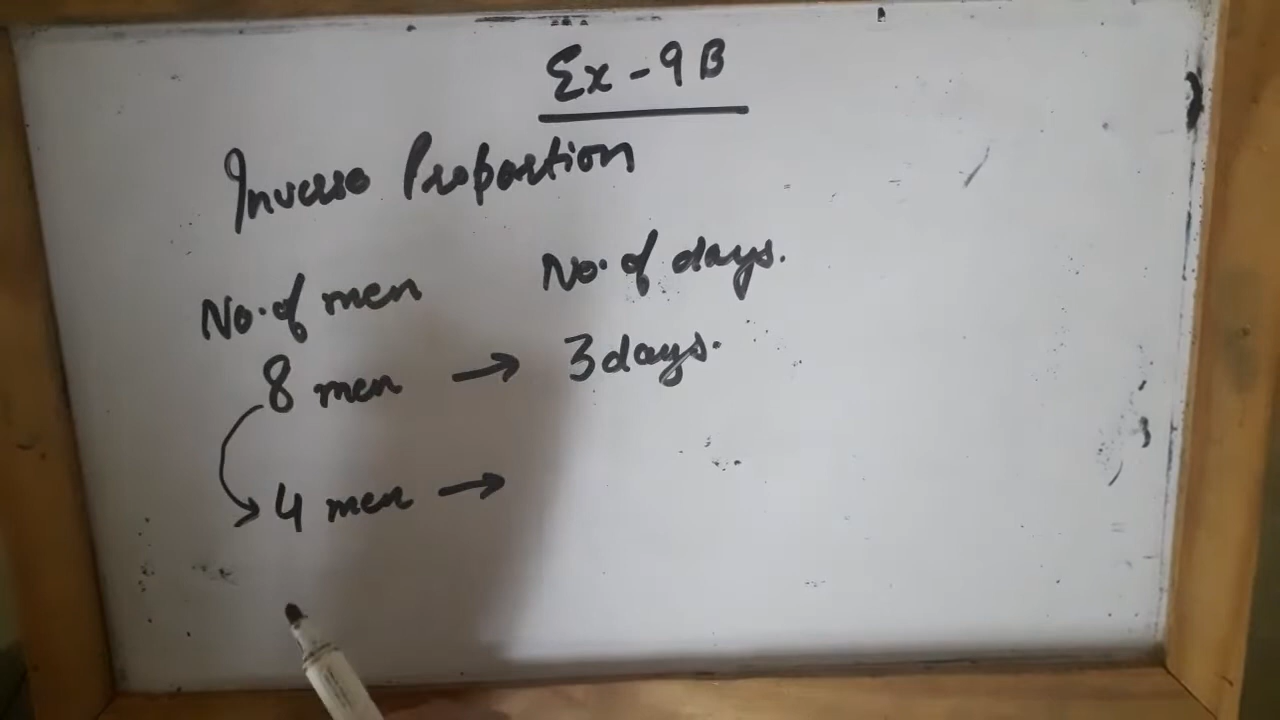 Ex-9B
Inverse Proportion
No. of men No. of days.
8 men → 3 days.
4 men →